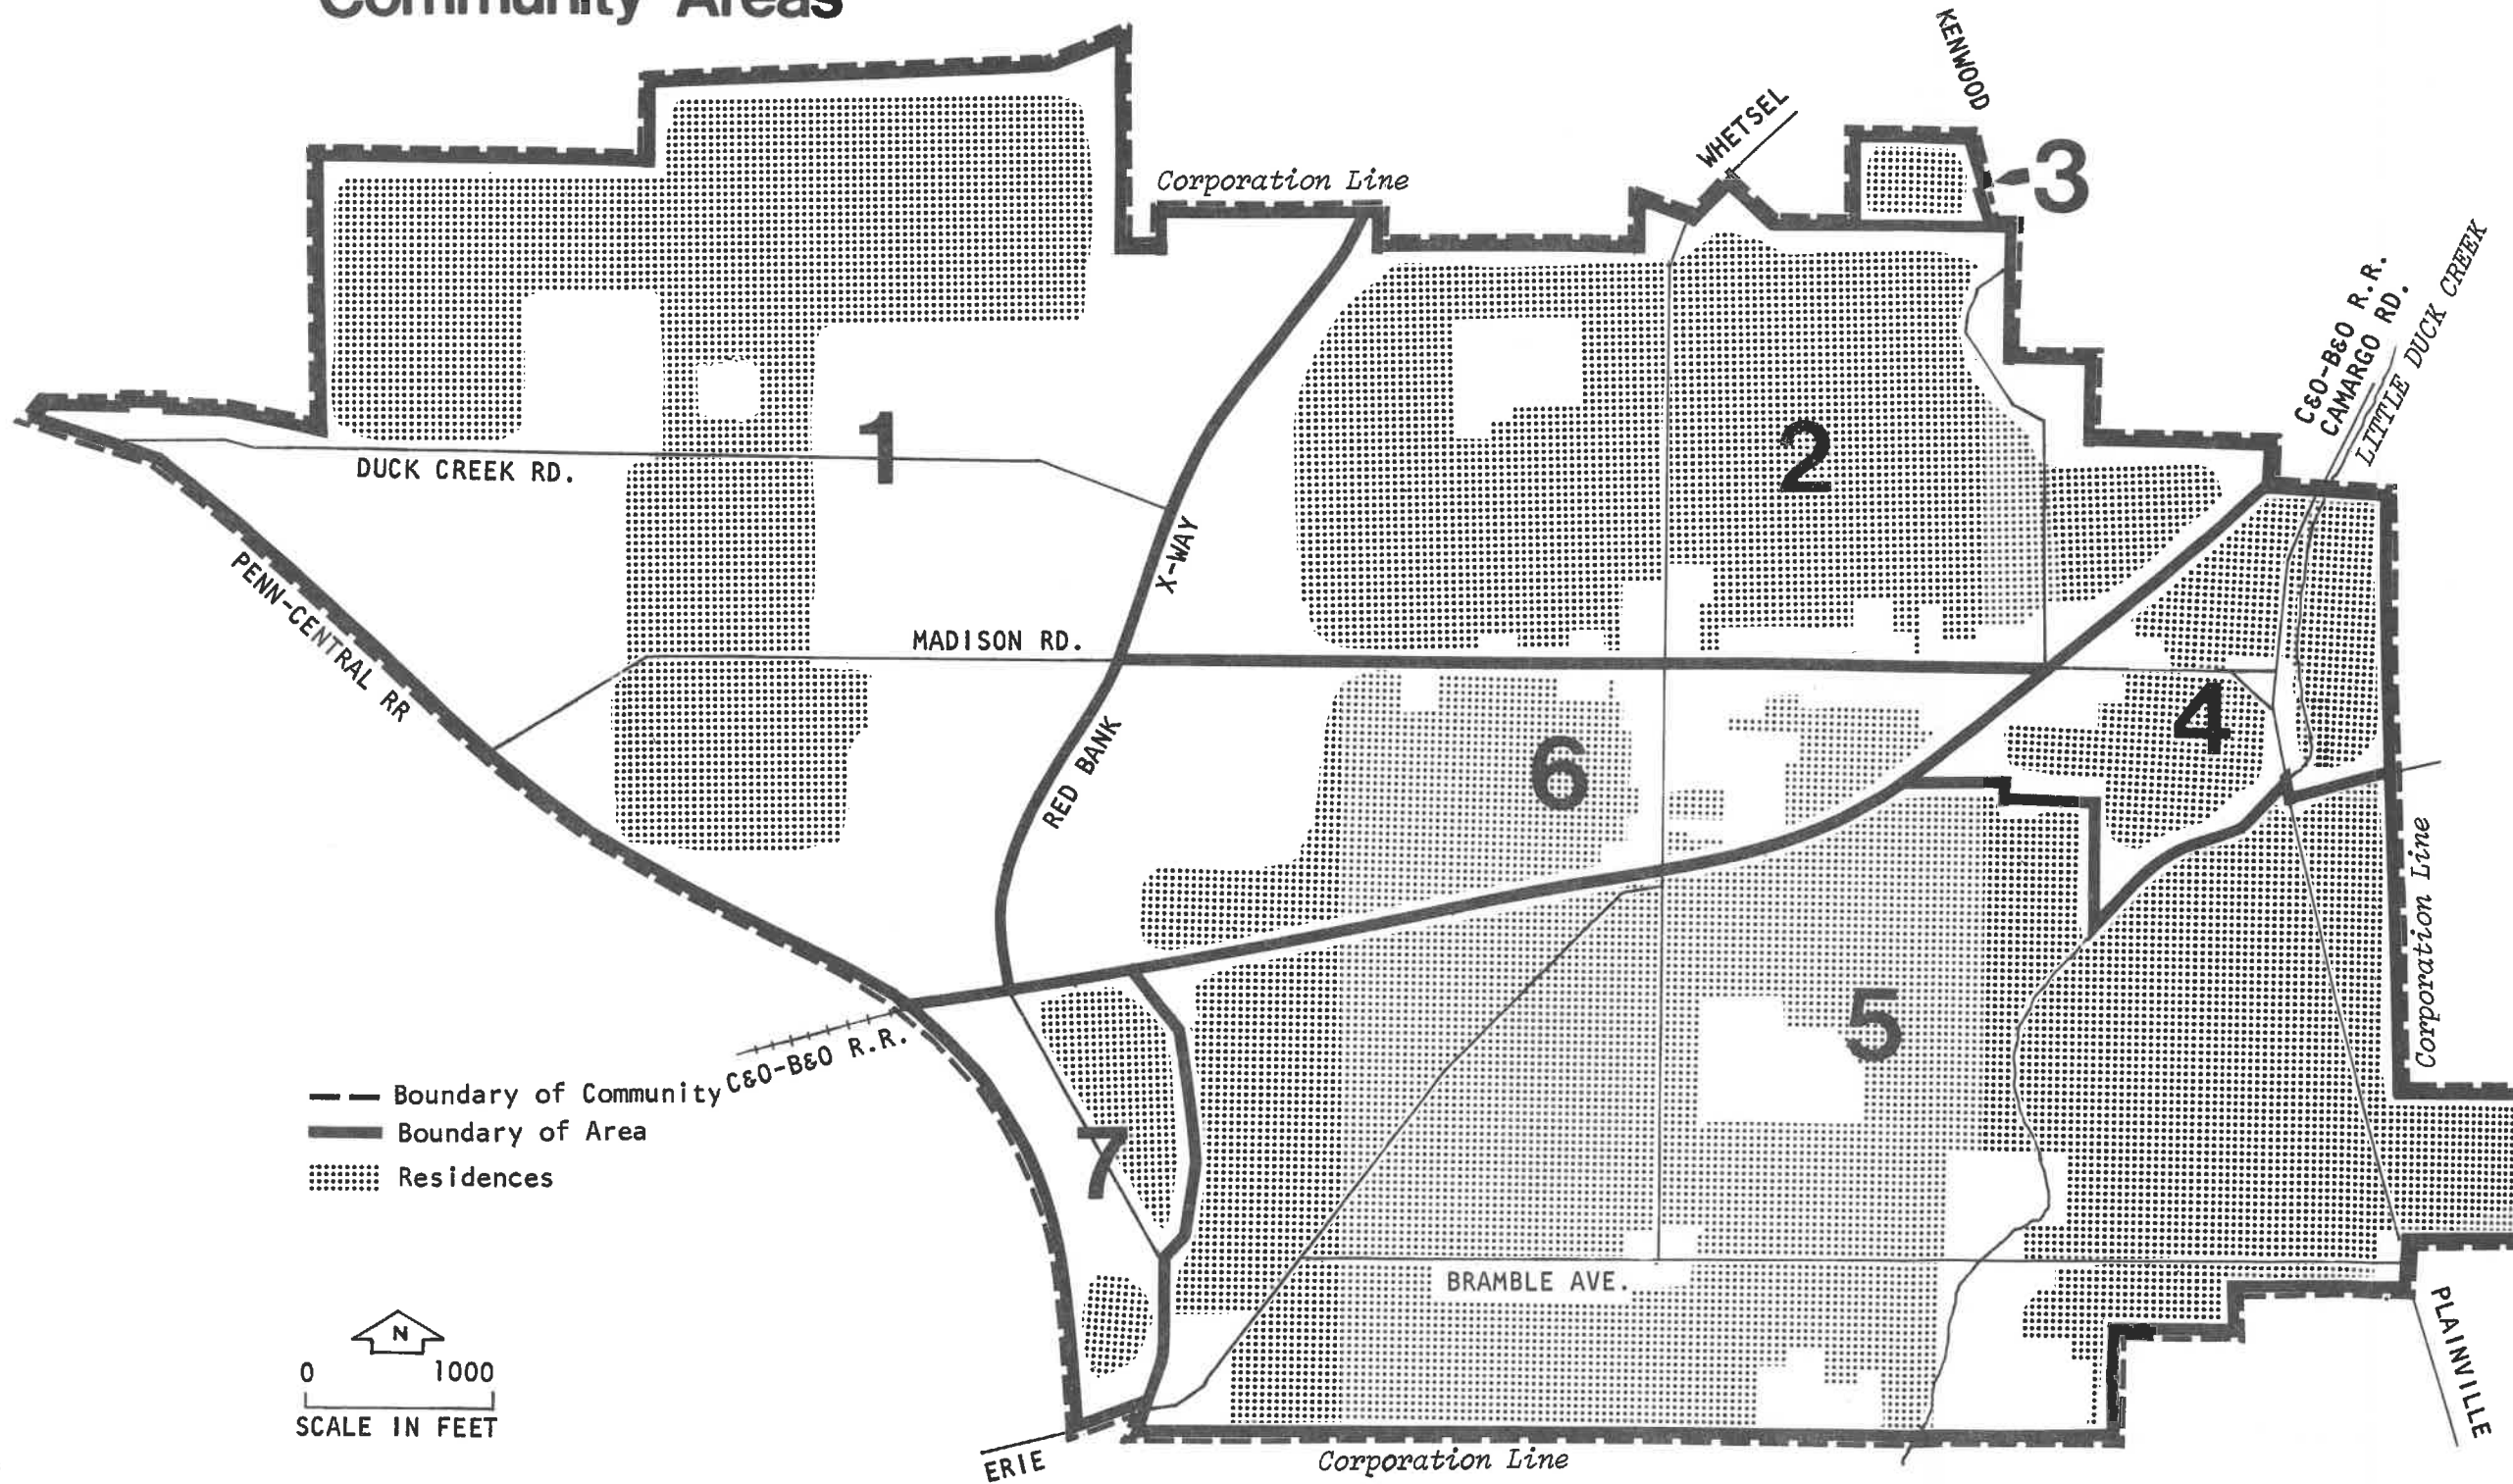 Community Areas
KENWOOD
WHETSEL
3
Corporation Line
C&O-B&O R.R.
CAMARGO RD.
LITTLE DUCK CREEK
1
2
DUCK CREEK RD.
X-WAY
PENN-CENTRAL RR
MADISON RD.
4
RED BANK
6
Corporation Line
5
C&O-B&O R.R.
Boundary of Community
Boundary of Area
7
Residences
BRAMBLE AVE.
PLAINVILLE
N
0 1000
SCALE IN FEET
ERIE
Corporation Line